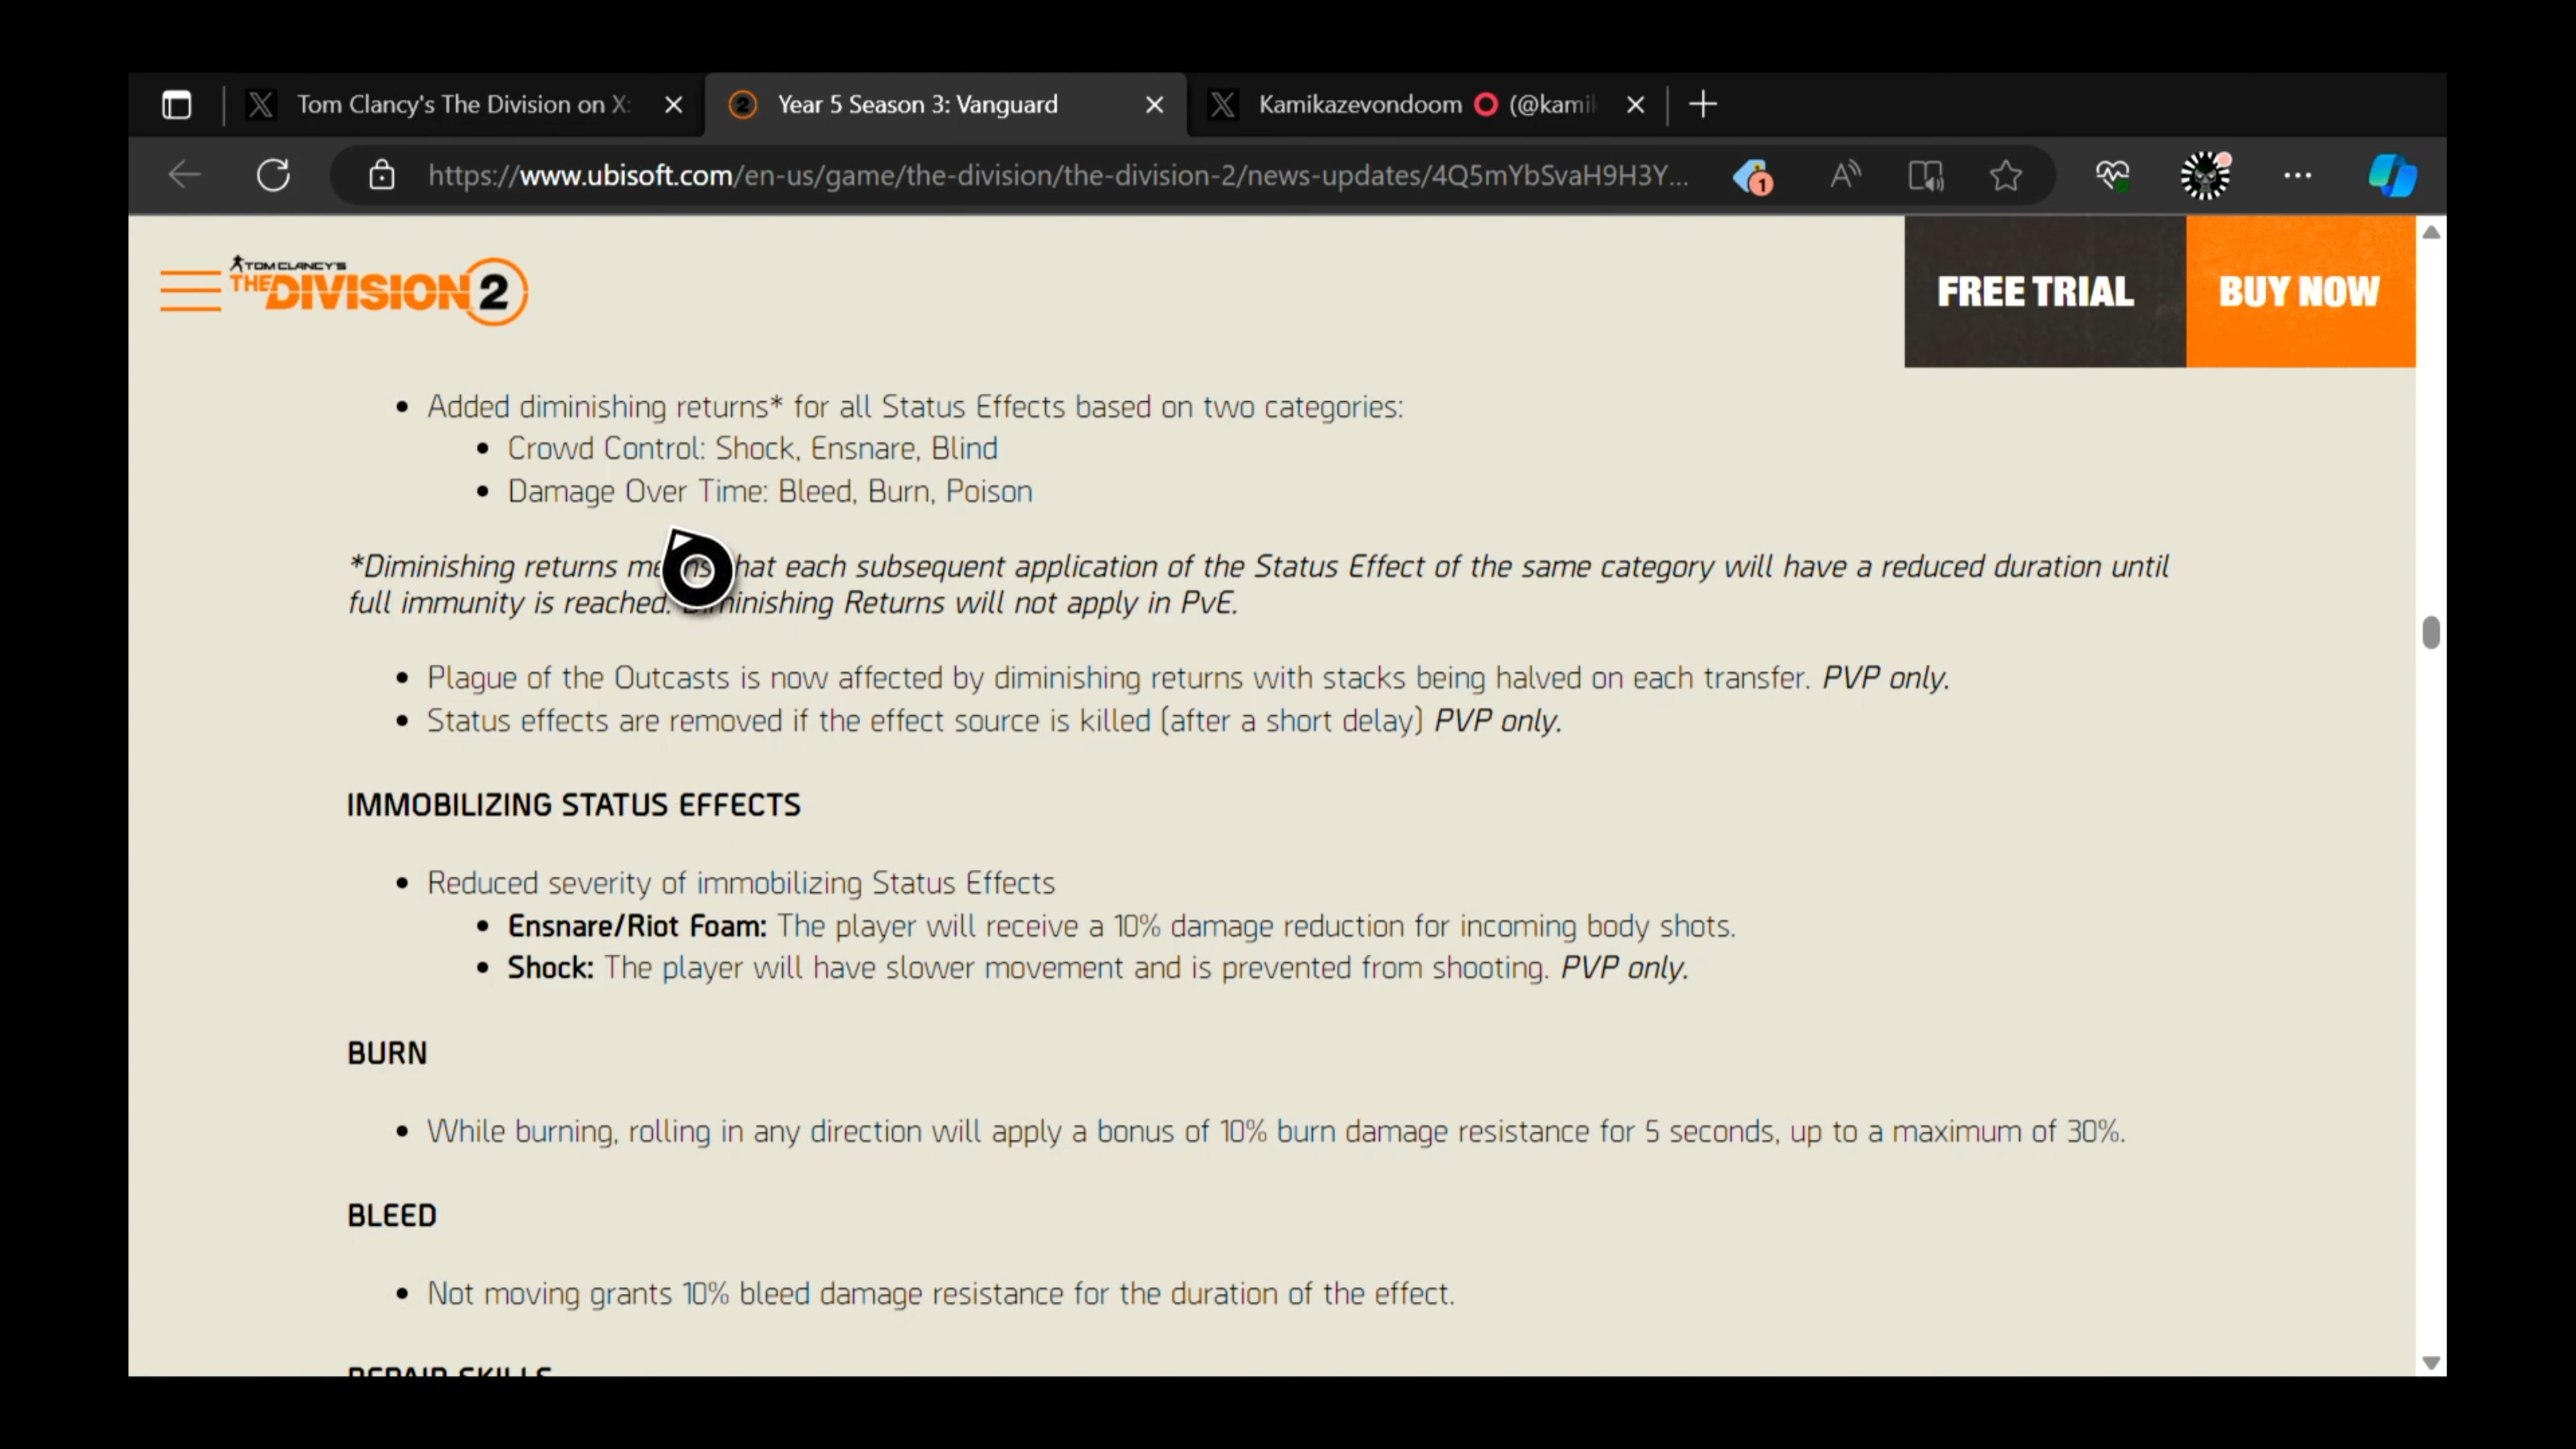 Tom Clancy's The Division on X:
Year 5 Season 3: Vanguard
Kamikazevondoom (@kami
https://www.ubisoft.com/en-us/game/the-division/the-division-2/news-updates/4Q5mYbSvaH9H3Y...
1
TOM CLANCY'S
THE DIVISION 2
FREE TRIAL
BUY NOW
• Added diminishing returns* for all Status Effects based on two categories:
• Crowd Control: Shock, Ensnare, Blind
• Damage Over Time: Bleed, Burn, Poison
*Diminishing returns means that each subsequent application of the Status Effect of the same category will have a reduced duration until
full immunity is reached. Diminishing Returns will not apply in PvE.
• Plague of the Outcasts is now affected by diminishing returns with stacks being halved on each transfer. PVP only.
• Status effects are removed if the effect source is killed (after a short delay) PVP only.
IMMOBILIZING STATUS EFFECTS
• Reduced severity of immobilizing Status Effects
• Ensnare/Riot Foam: The player will receive a 10% damage reduction for incoming body shots.
• Shock: The player will have slower movement and is prevented from shooting. PVP only.
BURN
• While burning, rolling in any direction will apply a bonus of 10% burn damage resistance for 5 seconds, up to a maximum of 30%.
BLEED
• Not moving grants 10% bleed damage resistance for the duration of the effect.
REPAIR SKILLS